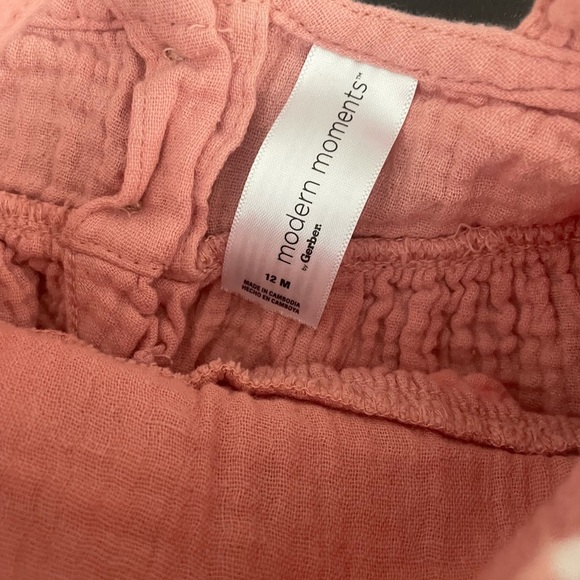 modern moments™
by Gerber
12 M
MADE IN CAMBODIA
HECHO EN CAMBOYA